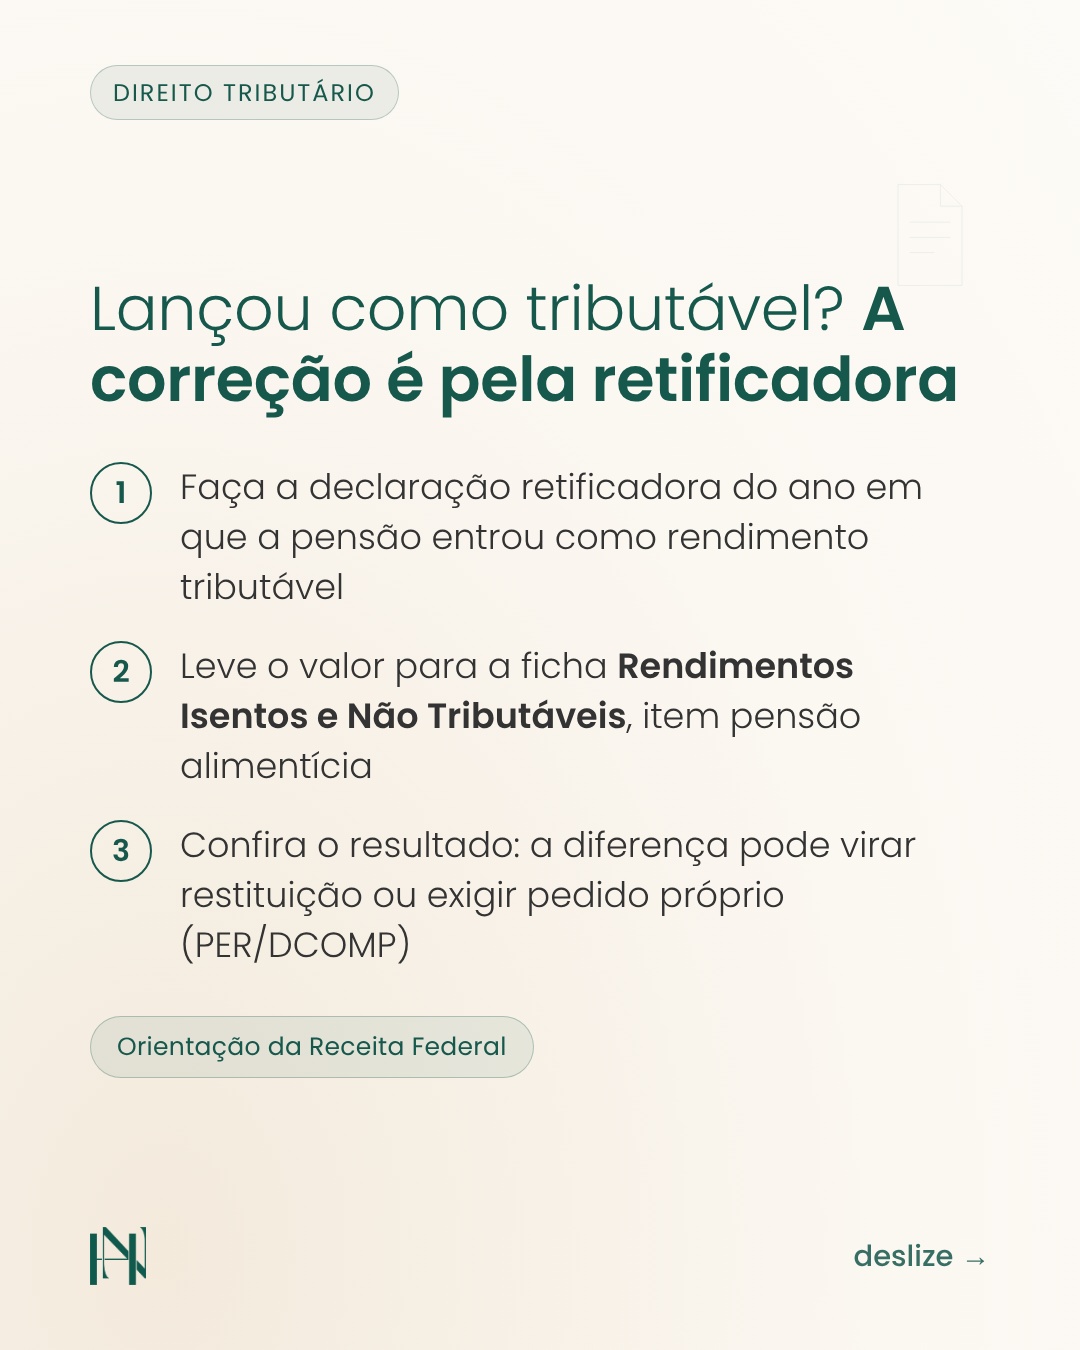 DIREITO TRIBUTÁRIO
Lançou como tributável? A
correção é pela retificadora
1 Faça a declaração retificadora do ano em
que a pensão entrou como rendimento
tributável
2 Leve o valor para a ficha Rendimentos
Isentos e Não Tributáveis, item pensão
alimentícia
3 Confira o resultado: a diferença pode virar
restituição ou exigir pedido próprio
(PER/DCOMP)
Orientação da Receita Federal
deslize →